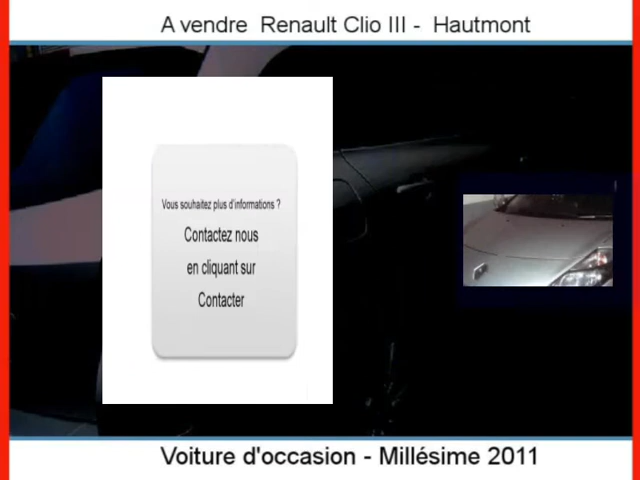 A vendre Renault Clio III - Hautmont
Vous souhaitez plus d'informations ?
Contactez nous
en cliquant sur
Contacter
Voiture d'occasion - Millésime 2011